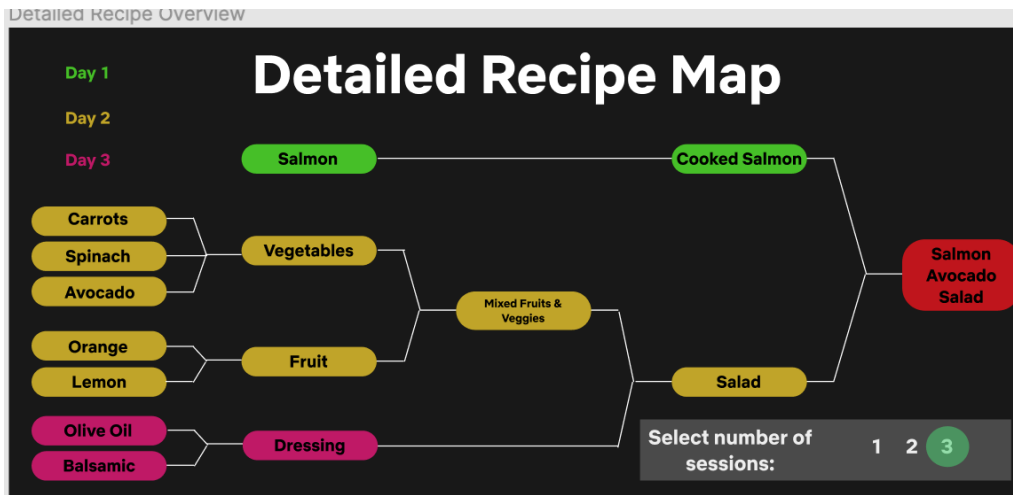 Detailed Recipe Overview
Detailed Recipe Map
Day 1
Day 2
Day 3
Salmon
Cooked Salmon
Carrots
Spinach
Avocado
Vegetables
Orange
Lemon
Fruit
Mixed Fruits &
Veggies
Olive Oil
Balsamic
Dressing
Salad
Salmon
Avocado
Salad
Select number of
sessions:
1 2 3